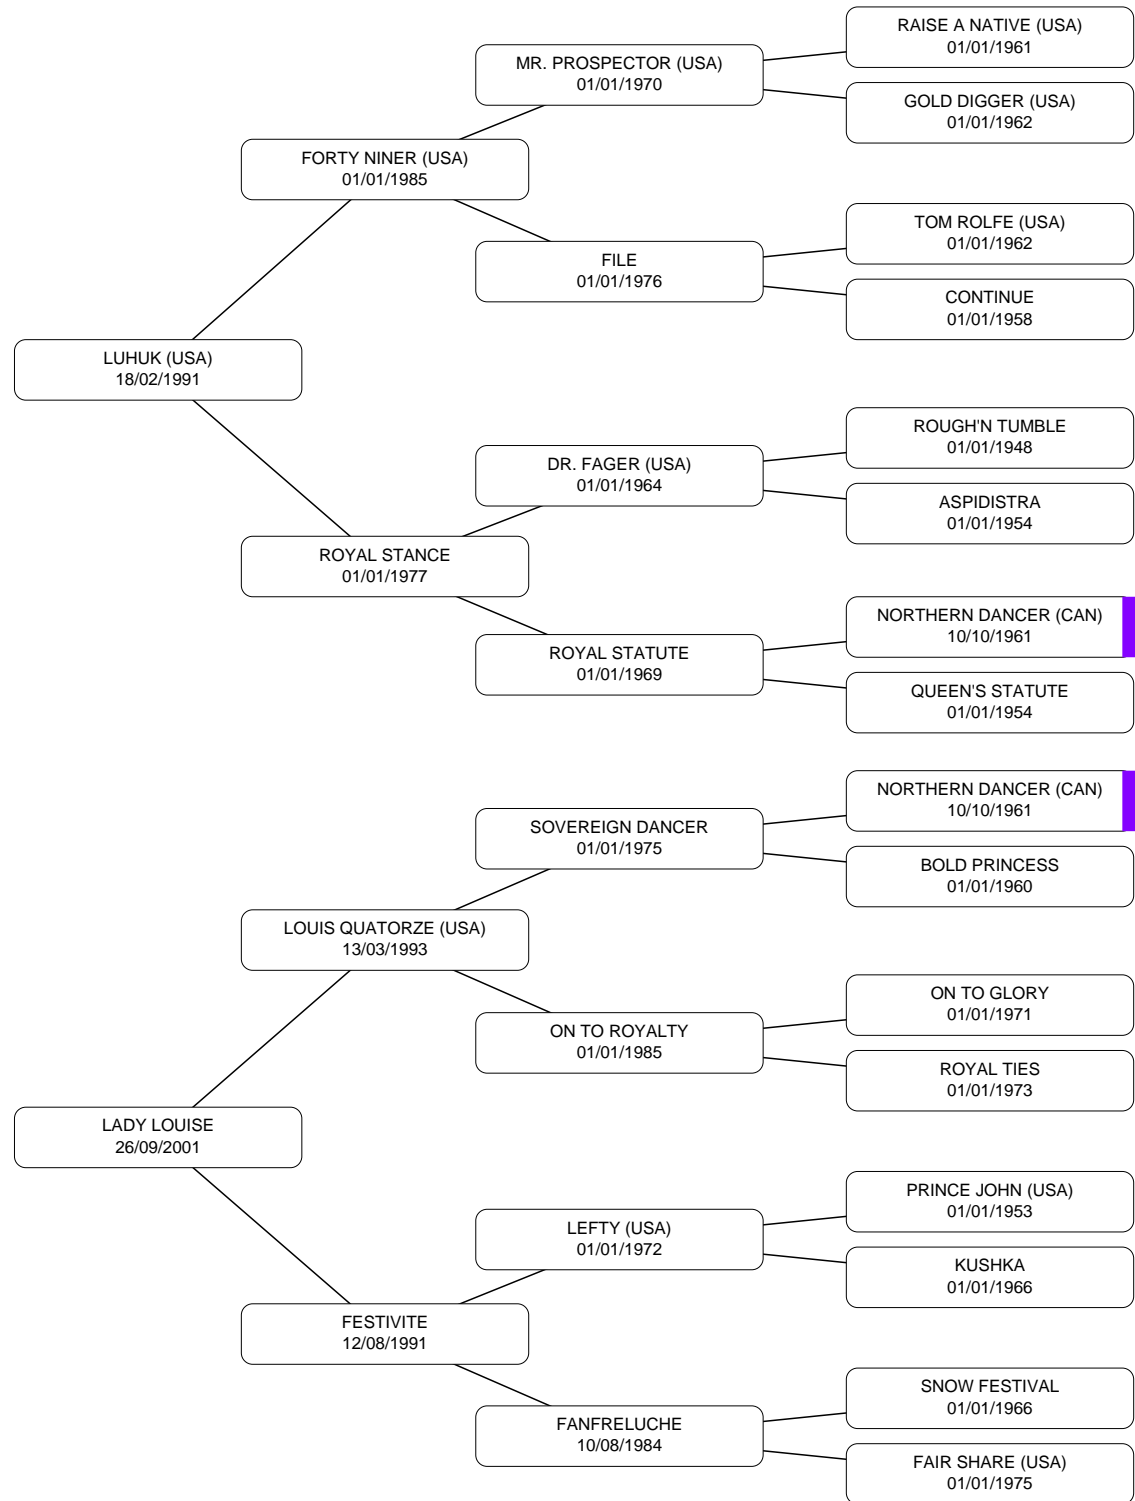 RAISE A NATIVE (USA)
01/01/1961
MR. PROSPECTOR (USA)
01/01/1970
GOLD DIGGER (USA)
01/01/1962
FORTY NINER (USA)
01/01/1985
TOM ROLFE (USA)
01/01/1962
FILE
01/01/1976
CONTINUE
01/01/1958
LUHUK (USA)
18/02/1991
ROUGH'N TUMBLE
01/01/1948
DR. FAGER (USA)
01/01/1964
ASPIDISTRA
01/01/1954
ROYAL STANCE
01/01/1977
NORTHERN DANCER (CAN)
10/10/1961
ROYAL STATUTE
01/01/1969
QUEEN'S STATUTE
01/01/1954
NORTHERN DANCER (CAN)
10/10/1961
SOVEREIGN DANCER
01/01/1975
BOLD PRINCESS
01/01/1960
LOUIS QUATORZE (USA)
13/03/1993
ON TO GLORY
01/01/1971
ON TO ROYALTY
01/01/1985
ROYAL TIES
01/01/1973
LADY LOUISE
26/09/2001
PRINCE JOHN (USA)
01/01/1953
LEFTY (USA)
01/01/1972
KUSHKA
01/01/1966
FESTIVITE
12/08/1991
SNOW FESTIVAL
01/01/1966
FANFRELUCHE
10/08/1984
FAIR SHARE (USA)
01/01/1975